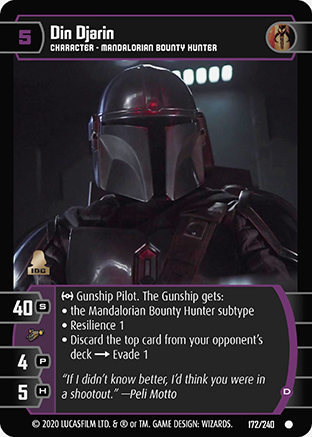 5
Din Djarin
CHARACTER - MANDALORIAN BOUNTY HUNTER
IDC
40 S
4 P
5 H
Gunship Pilot. The Gunship gets:
• the Mandalorian Bounty Hunter subtype
• Resilience 1
• Discard the top card from your opponent's
deck → Evade 1
“If I didn't know better, I'd think you were in
a shootout.” —Peli Motto
D
© 2020 LUCASFILM LTD. & ® OR TM. GAME DESIGN: WIZARDS.
172/240